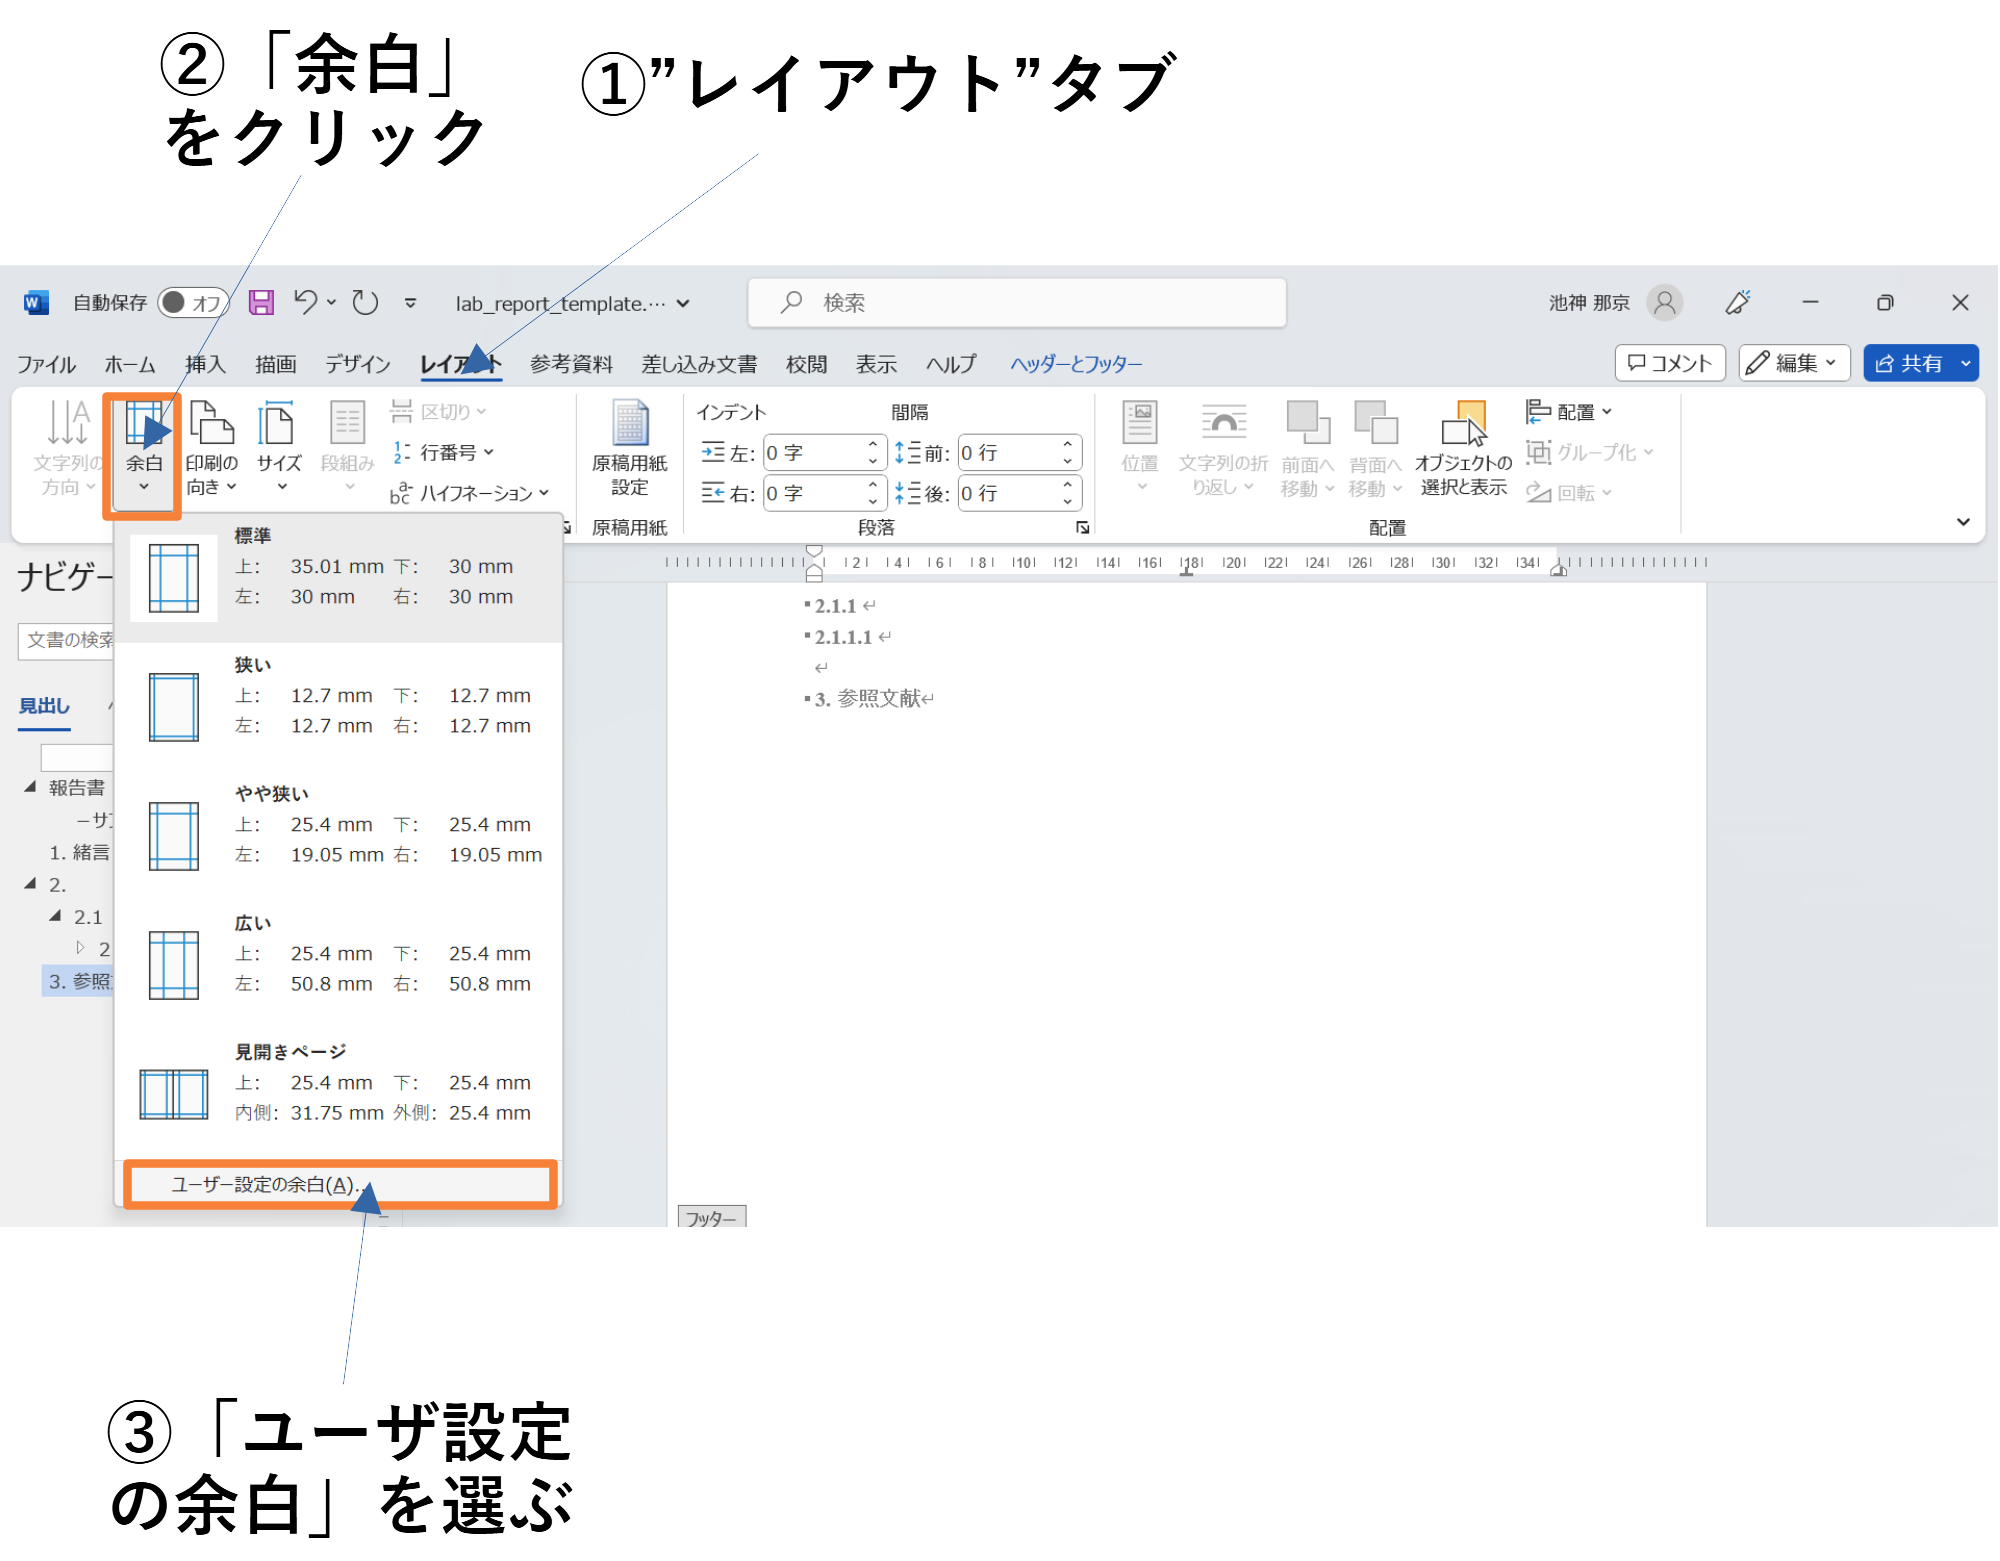 ②「余白」
をクリック
①”レイアウト”タブ
自動保存 オフ lab_report_template.… 検索 池神 那京
ファイル ホーム 挿入 描画 デザイン レイアウト 参考資料 差し込み文書 校閲 表示 ヘルプ ヘッダーとフッター コメント 編集 共有
文字列の
方向
余白
印刷の
向き
サイズ
段組み
区切り
行番号
ハイフネーション
原稿用紙
設定
原稿用紙
インデント 間隔
左: 0 字 前: 0 行
右: 0 字 後: 0 行
段落
位置
文字列の折
り返し
前面へ
移動
背面へ
移動
オブジェクトの
選択と表示
配置
グループ化
回転
配置
標準
上: 35.01 mm 下: 30 mm
左: 30 mm 右: 30 mm
狭い
上: 12.7 mm 下: 12.7 mm
左: 12.7 mm 右: 12.7 mm
やや狭い
上: 25.4 mm 下: 25.4 mm
左: 19.05 mm 右: 19.05 mm
広い
上: 25.4 mm 下: 25.4 mm
左: 50.8 mm 右: 50.8 mm
見開きページ
上: 25.4 mm 下: 25.4 mm
内側: 31.75 mm 外側: 25.4 mm
ユーザー設定の余白(A)...
ナビゲー
文書の検索
見出し
報告書
－サ
1. 緒言
2.
2.1
2
3. 参照
2 4 6 8 10 12 14 16 18 20 22 24 26 28 30 32 34
2.1.1
2.1.1.1
3. 参照文献
フッター
③「ユーザ設定
の余白」を選ぶ